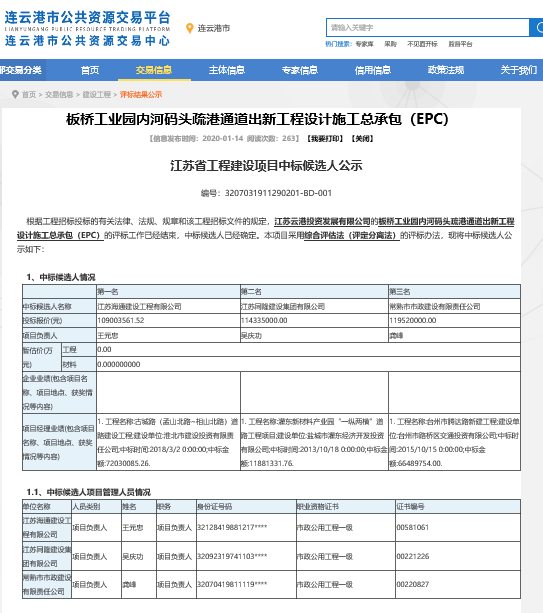 连云港市公共资源交易平台
LIANYUNGANG PUBLIC RESOURCE TRADING PLATFORM
连云港市公共资源交易中心
连云港市
请输入关键字
热门搜索: 专家库 采购 不见面开标 股暂平台
部交易分类 首页 交易信息 主体信息 专家信息 信用信息 政策法规 关于我们
首页 > 交易信息 > 建设工程 > 评标结果公示
板桥工业园内河码头疏港通道出新工程设计施工总承包（EPC）
【信息发布时间：2020-01-14 阅读次数：263】【我要打印】【关闭】
江苏省工程建设项目中标候选人公示
编号：3207031911290201-BD-001
根据工程招标投标的有关法律、法规、规章和该工程招标文件的规定，江苏云港投资发展有限公司的板桥工业园内河码头疏港通道出新工程
设计施工总承包（EPC）的评标工作已经结束，中标候选人已经确定。本项目采用综合评估法（评定分离法）的评标办法，现将中标候选人公
示如下：
1、中标候选人情况
第一名 第二名 第三名
中标候选人名称 江苏海通建设工程有限公司 江苏同隆建设集团有限公司 常熟市市政建设有限责任公司
投标报价(元) 109003561.52 114335000.00 119520000.00
项目负责人 王元忠 吴庆功 龚峰
暂估价(万元) 工程 0.00
材料 0.000000000
企业业绩(包含项目名称、项目地点、获奖情况等内容)
项目经理业绩(包含项目名称、项目地点、获奖情况等内容)
1. 工程名称:古城路（孟山北路~相山北路）道路建设工程;建设单位:淮北市建设投资有限责任公司;中标时间:2018/3/2 0:00:00;中标金额:72030085.26.
1. 工程名称:灌东新材料产业园“一纵两横”道路工程项目;建设单位:盐城市灌东经济开发投资有限公司;中标时间:2013/10/18 0:00:00;中标金额:11881331.76.
1. 工程名称:台州市腾达路新建工程;建设单位:台州市路桥区交通投资有限公司;中标时间:2015/10/15 0:00:00;中标金额:66489754.00.
1.1、中标候选人项目管理人员情况
单位名称 人员类别 姓名 职务 身份证号码 职业资格证书 证书编号
江苏海通建设工程有限公司 项目负责人 王元忠 项目负责人 32128419881217**** 市政公用工程一级 00581061
江苏同隆建设集团有限公司 项目负责人 吴庆功 项目负责人 32092319741103**** 市政公用工程一级 00221226
常熟市市政建设有限责任公司 项目负责人 龚峰 项目负责人 32070419811119**** 市政公用工程一级 00220827